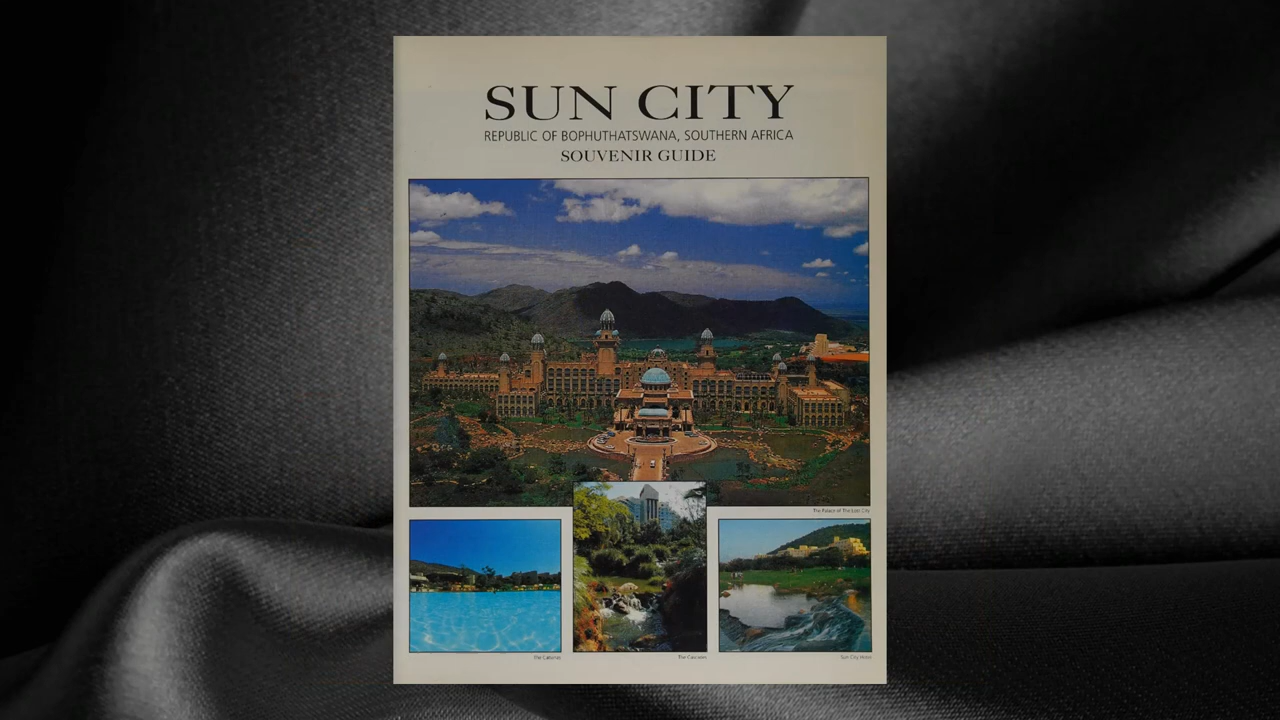 SUN CITY
REPUBLIC OF BOPHUTHATSWANA, SOUTHERN AFRICA
SOUVENIR GUIDE
The Palace of The Lost City
The Cabanas
The Cascades
Sun City Hotel